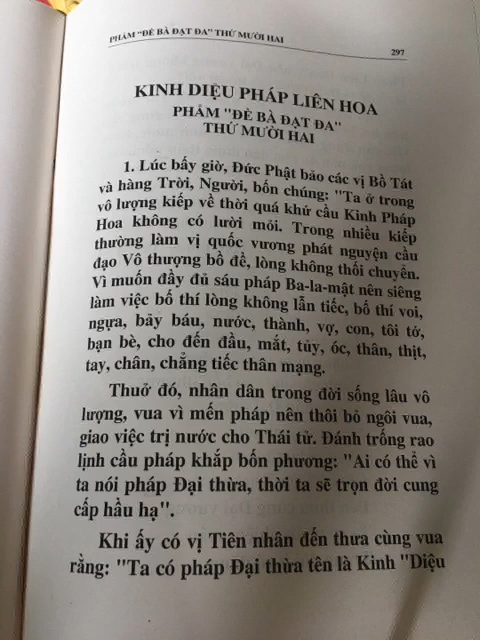 PHẨM "ĐỀ BÀ ĐẠT ĐA" THỨ MƯỜI HAI
297
KINH DIỆU PHÁP LIÊN HOA
PHẨM "ĐỀ BÀ ĐẠT ĐA"
THỨ MƯỜI HAI
1. Lúc bấy giờ, Đức Phật bảo các vị Bồ Tát
và hàng Trời, Người, bốn chúng: "Ta ở trong
vô lượng kiếp về thời quá khứ cầu Kinh Pháp
Hoa không có lười mỏi. Trong nhiều kiếp
thường làm vị quốc vương phát nguyện cầu
đạo Vô thượng bồ đề, lòng không thối chuyển.
Vì muốn đầy đủ sáu pháp Ba-la-mật nên siêng
làm việc bố thí lòng không lẫn tiếc, bố thí voi,
ngựa, bảy báu, nước, thành, vợ, con, tôi tớ,
bạn bè, cho đến đầu, mắt, tủy, óc, thân, thịt,
tay, chân, chẳng tiếc thân mạng.
Thuở đó, nhân dân trong đời sống lâu vô
lượng, vua vì mến pháp nên thôi bỏ ngôi vua,
giao việc trị nước cho Thái tử. Đánh trống rao
lịnh cầu pháp khắp bốn phương: "Ai có thể vì
ta nói pháp Đại thừa, thời ta sẽ trọn đời cung
cấp hầu hạ".
Khi ấy có vị Tiên nhân đến thưa cùng vua
rằng: "Ta có pháp Đại thừa tên là Kinh "Diệu